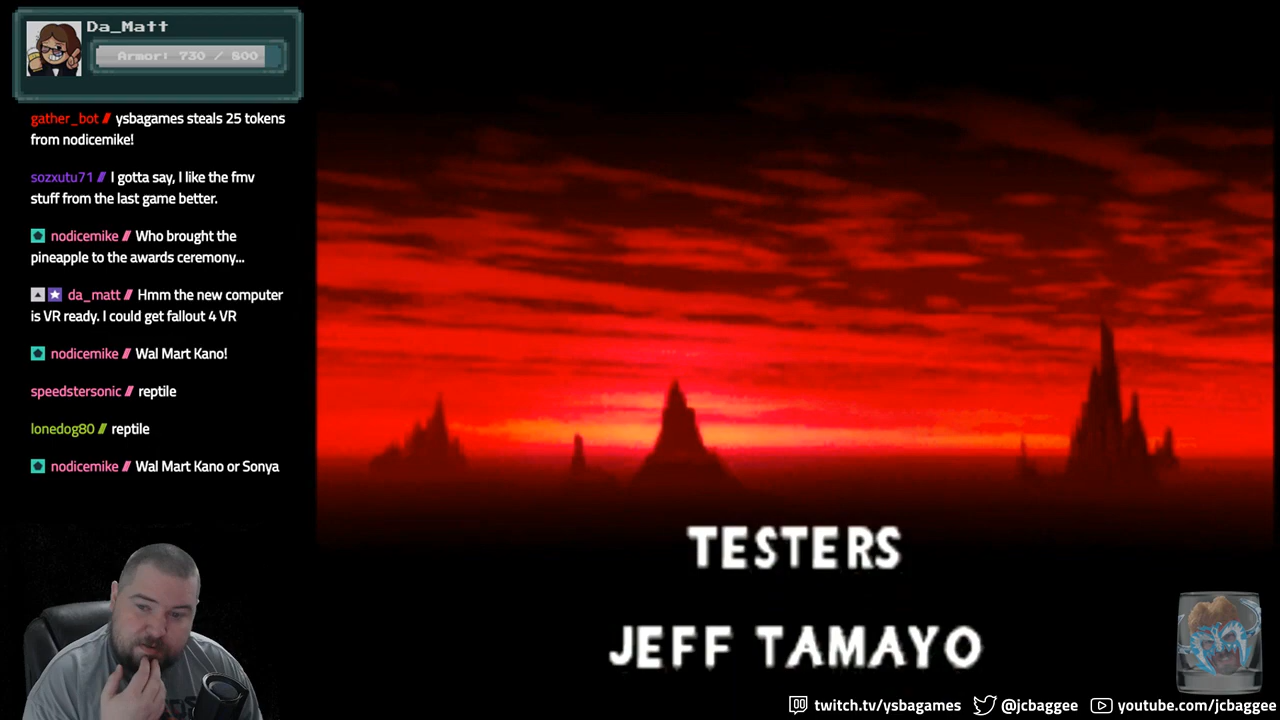 Da_Matt
Armor: 730 / 800
gather_bot // ysbagames steals 25 tokens
from nodicemike!
sozxutu71 // I gotta say, I like the fmv
stuff from the last game better.
nodicemike // Who brought the
pineapple to the awards ceremony...
da_matt // Hmm the new computer
is VR ready. I could get fallout 4 VR
nodicemike // Wal Mart Kano!
speedstersonic // reptile
lonedog80 // reptile
nodicemike // Wal Mart Kano or Sonya
TESTERS
JEFF TAMAYO
twitch.tv/ysbagames @jcbaggee youtube.com/jcbaggee